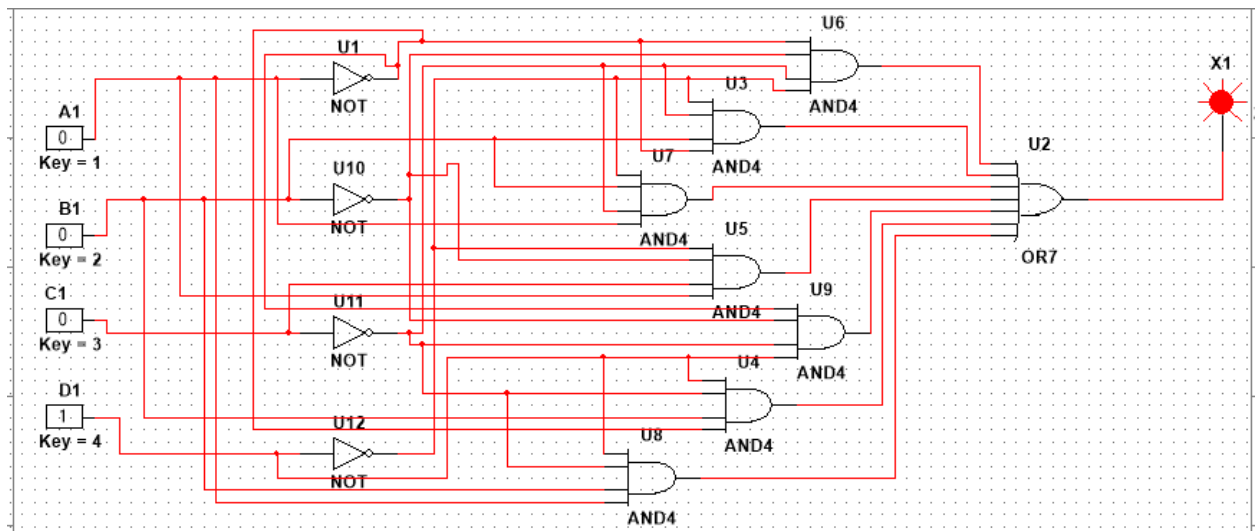 U6
U1
X1
U3
NOT
AND4
A1
0
Key = 1
U2
U10
AND4
U7
B1
0
Key = 2
NOT
AND4
U5
OR7
C1
0
Key = 3
U11
AND4
U9
NOT
AND4
U4
D1
1
Key = 4
U12
U8
AND4
NOT
AND4